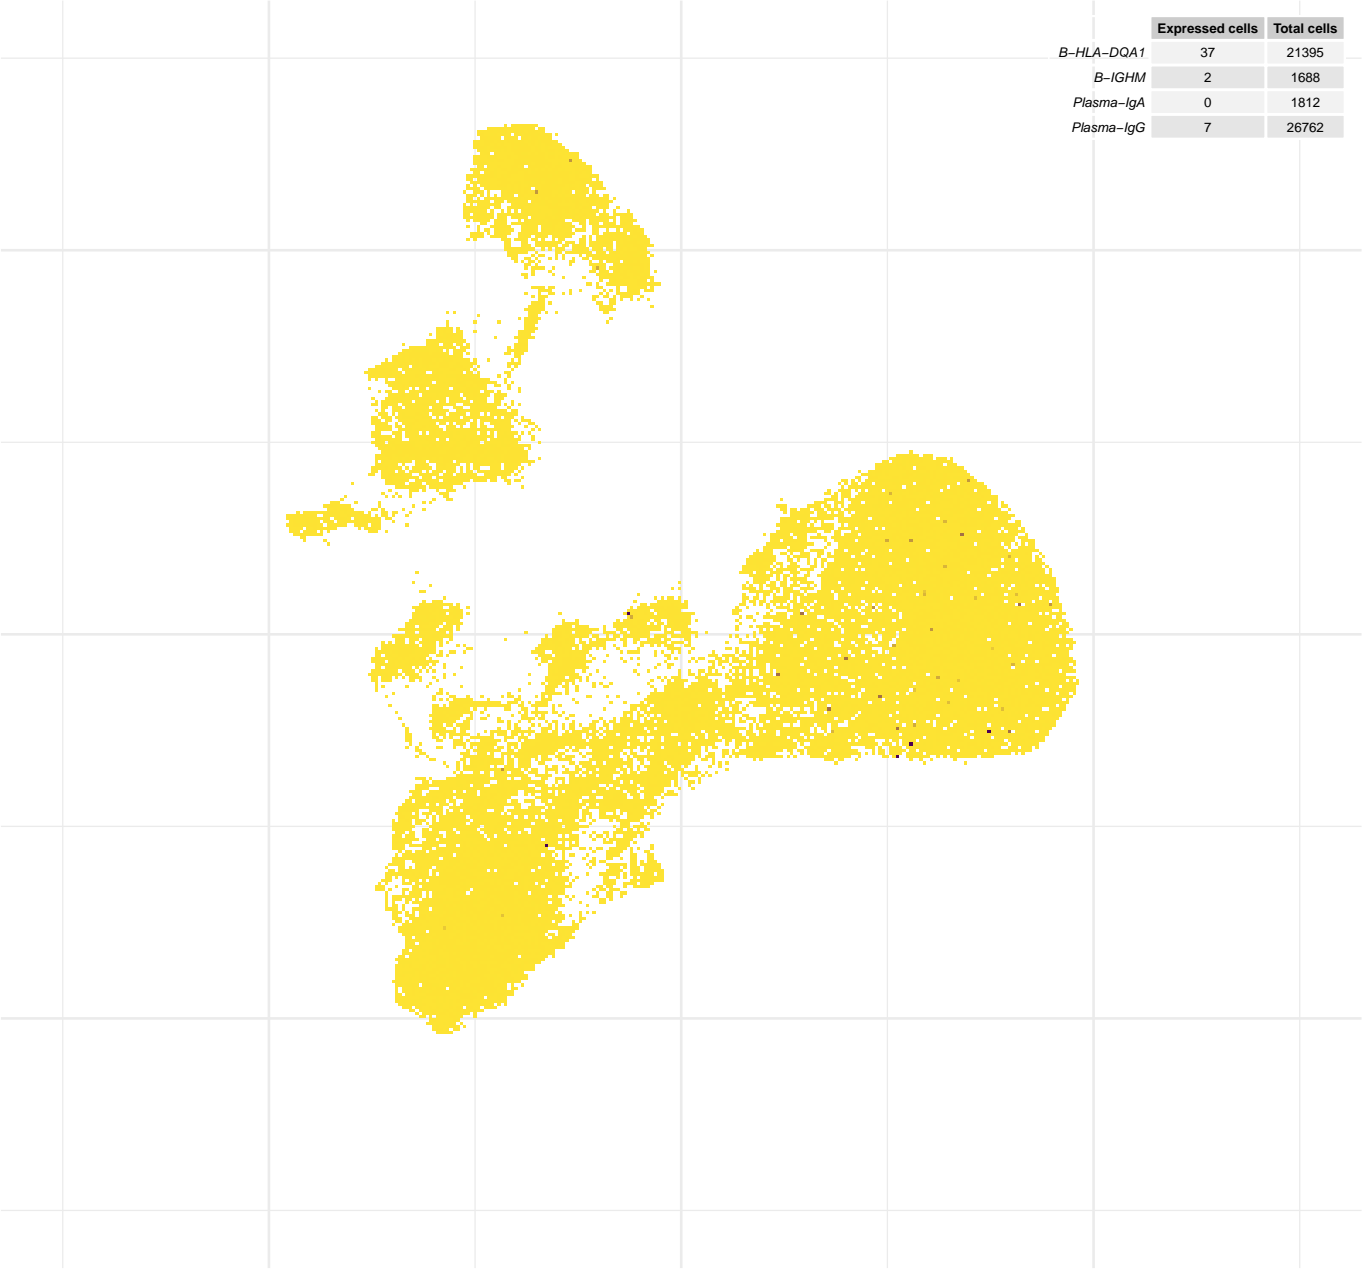 Expressed cells Total cells
B−HLA−DQA1 37 21395
B−IGHM 2 1688
Plasma−IgA 0 1812
Plasma−IgG 7 26762